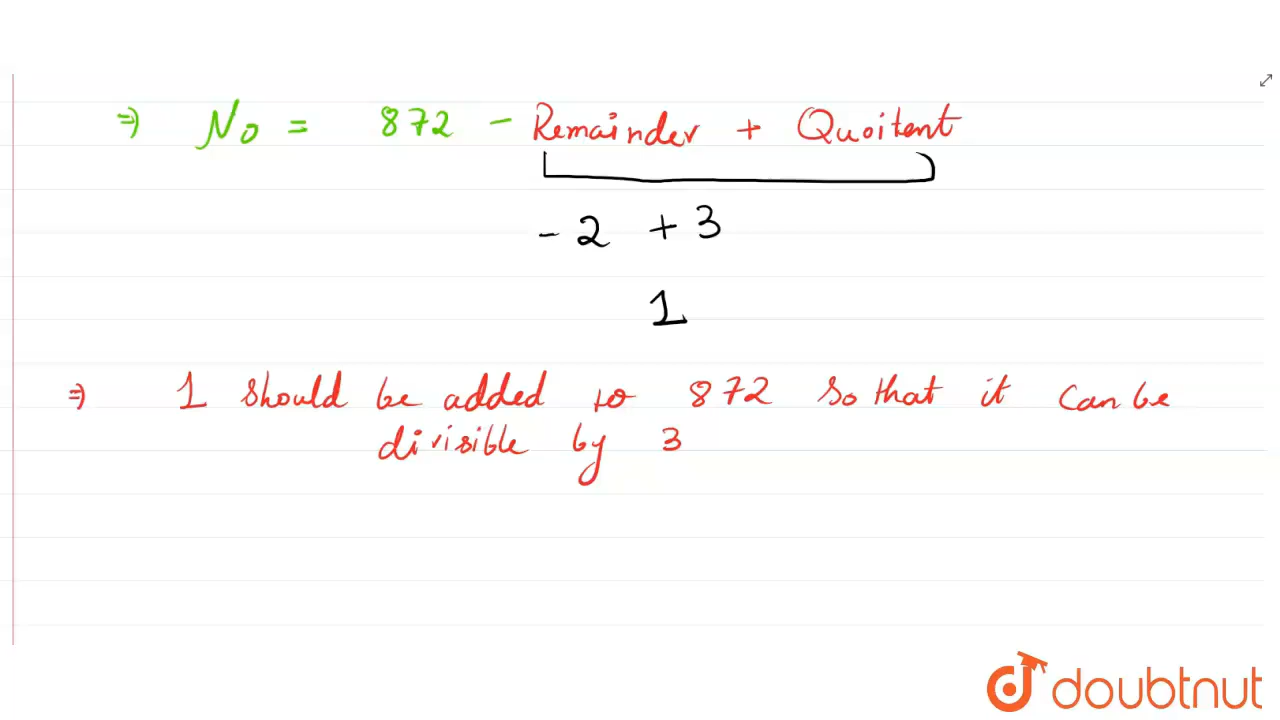 ⇒ No = 872 - Remainder + Quoitent
- 2 + 3
1
⇒ 1 should be added to 872 so that it can be
divisible by 3
doubtnut